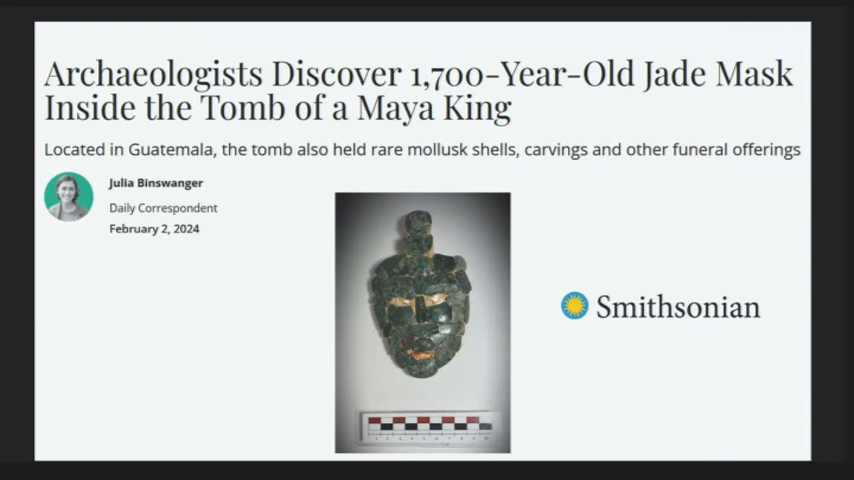 Archaeologists Discover 1,700-Year-Old Jade Mask
Inside the Tomb of a Maya King
Located in Guatemala, the tomb also held rare mollusk shells, carvings and other funeral offerings
Julia Binswanger
Daily Correspondent
February 2, 2024
Smithsonian